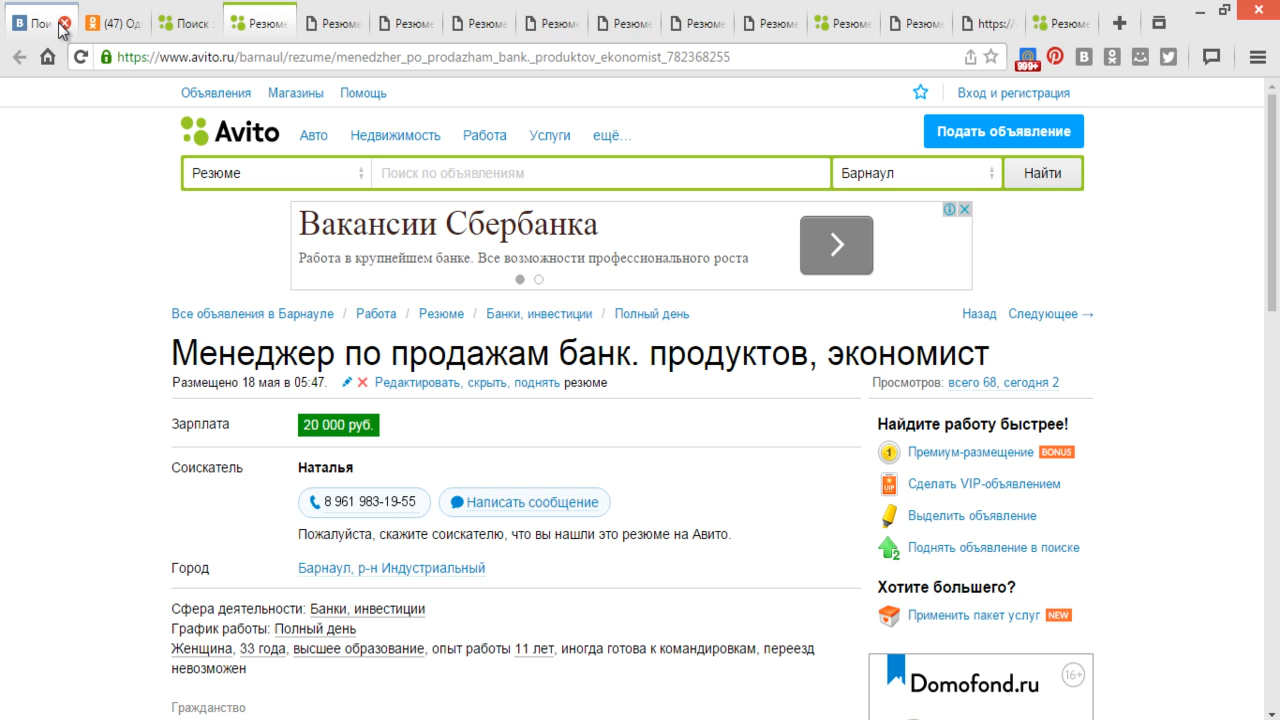 Пои
(47) Од
Поиск
Резюме
Резюме
Резюме
Резюме
Резюме
Резюме
Резюме
Резюме
Резюме
Резюме
https://
Резюме
https://www.avito.ru/barnaul/rezume/menedzher_po_prodazham_bank._produktov_ekonomist_782368255
999+
Объявления Магазины Помощь
Вход и регистрация
Avito
Авто Недвижимость Работа Услуги ещё...
Подать объявление
Резюме
Поиск по объявлениям
Барнаул
Найти
Вакансии Сбербанка
Работа в крупнейшем банке. Все возможности профессионального роста
Все объявления в Барнауле / Работа / Резюме / Банки, инвестиции / Полный день
Назад Следующее →
Менеджер по продажам банк. продуктов, экономист
Размещено 18 мая в 05:47. Редактировать, скрыть, поднять резюме
Просмотров: всего 68, сегодня 2
Зарплата
20 000 руб.
Соискатель
Наталья
8 961 983-19-55
Написать сообщение
Пожалуйста, скажите соискателю, что вы нашли это резюме на Авито.
Город
Барнаул, р-н Индустриальный
Сфера деятельности: Банки, инвестиции
График работы: Полный день
Женщина, 33 года, высшее образование, опыт работы 11 лет, иногда готова к командировкам, переезд
невозможен
Гражданство
Найдите работу быстрее!
1 Премиум-размещение BONUS
VIP Сделать VIP-объявлением
Выделить объявление
2 Поднять объявление в поиске
Хотите большего?
Применить пакет услуг NEW
Domofond.ru
16+